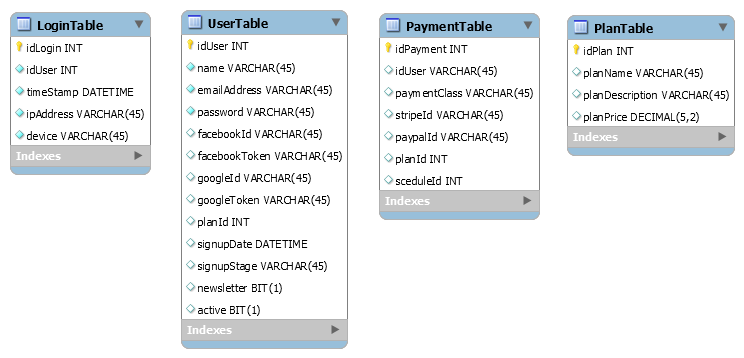 LoginTable
idLogin INT
idUser INT
timeStamp DATETIME
ipAddress VARCHAR(45)
device VARCHAR(45)
Indexes
UserTable
idUser INT
name VARCHAR(45)
emailAddress VARCHAR(45)
password VARCHAR(45)
facebookId VARCHAR(45)
facebookToken VARCHAR(45)
googleId VARCHAR(45)
googleToken VARCHAR(45)
planId INT
signupDate DATETIME
signupStage VARCHAR(45)
newsletter BIT(1)
active BIT(1)
Indexes
PaymentTable
idPayment INT
idUser VARCHAR(45)
paymentClass VARCHAR(45)
stripeId VARCHAR(45)
paypalId VARCHAR(45)
planId INT
sceduleId INT
Indexes
PlanTable
idPlan INT
planName VARCHAR(45)
planDescription VARCHAR(45)
planPrice DECIMAL(5,2)
Indexes